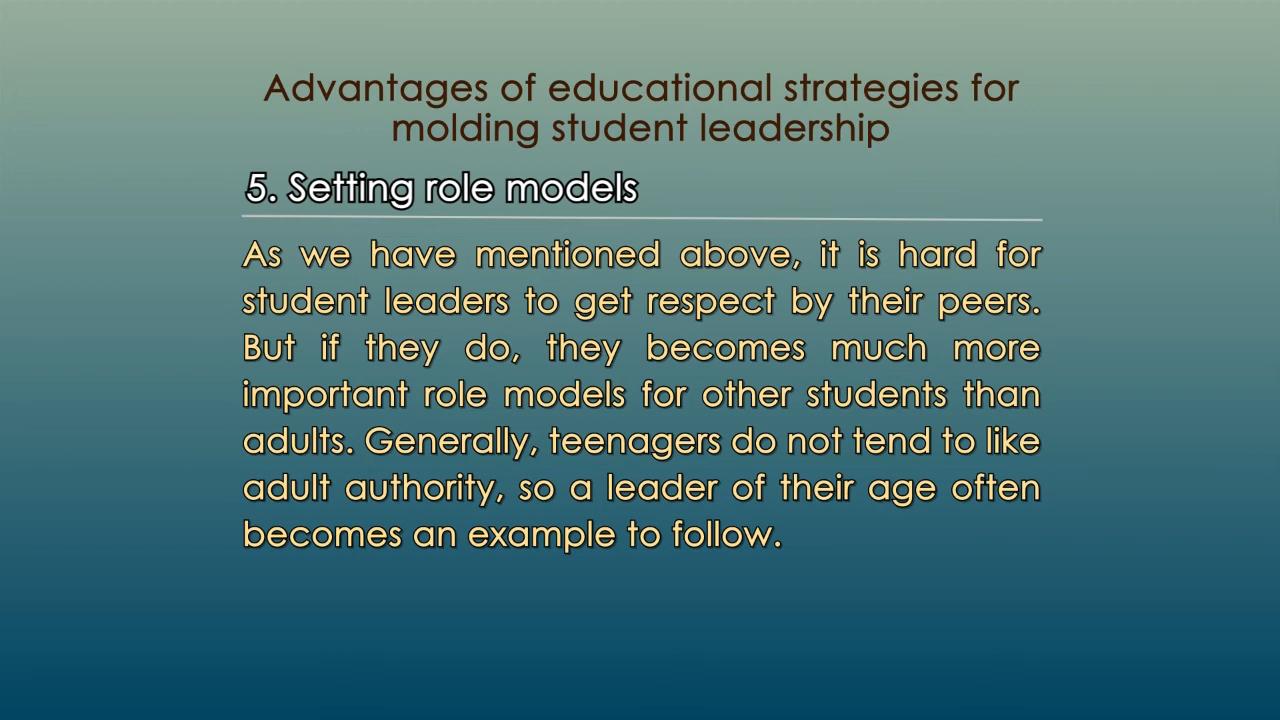 Advantages of educational strategies for
molding student leadership
5. Setting role models
As we have mentioned above, it is hard for
student leaders to get respect by their peers.
But if they do, they becomes much more
important role models for other students than
adults. Generally, teenagers do not tend to like
adult authority, so a leader of their age often
becomes an example to follow.